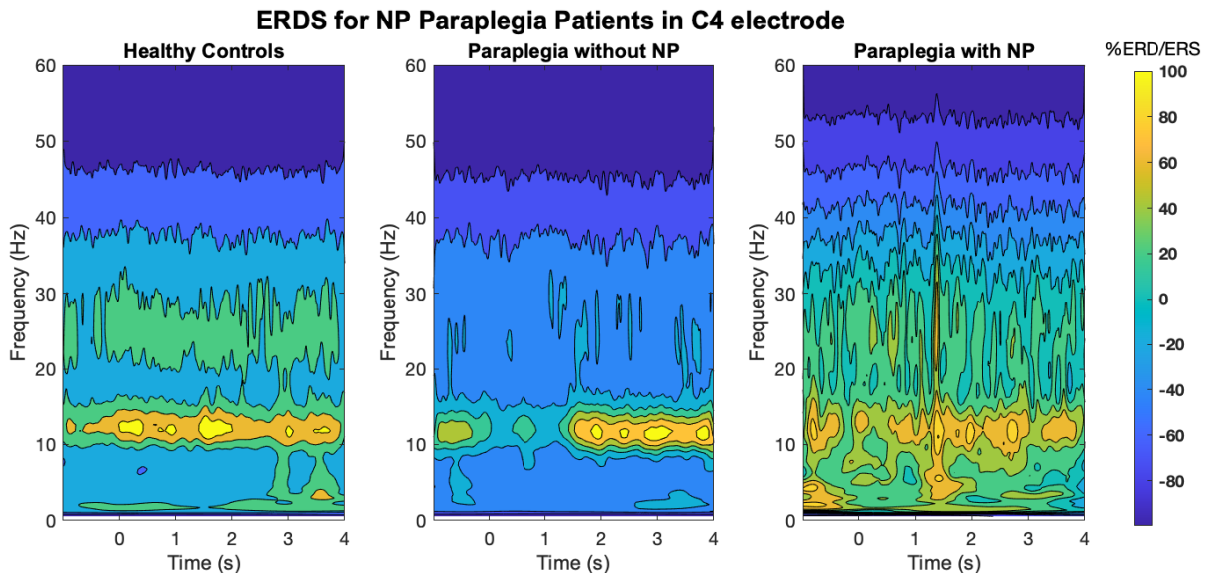 ERDS for NP Paraplegia Patients in C4 electrode
Healthy Controls
Paraplegia without NP
Paraplegia with NP
%ERD/ERS
Frequency (Hz)
60
50
40
30
20
10
0
0 1 2 3 4
Time (s)
Frequency (Hz)
60
50
40
30
20
10
0
0 1 2 3 4
Time (s)
Frequency (Hz)
60
50
40
30
20
10
0
0 1 2 3 4
Time (s)
100
80
60
40
20
0
-20
-40
-60
-80